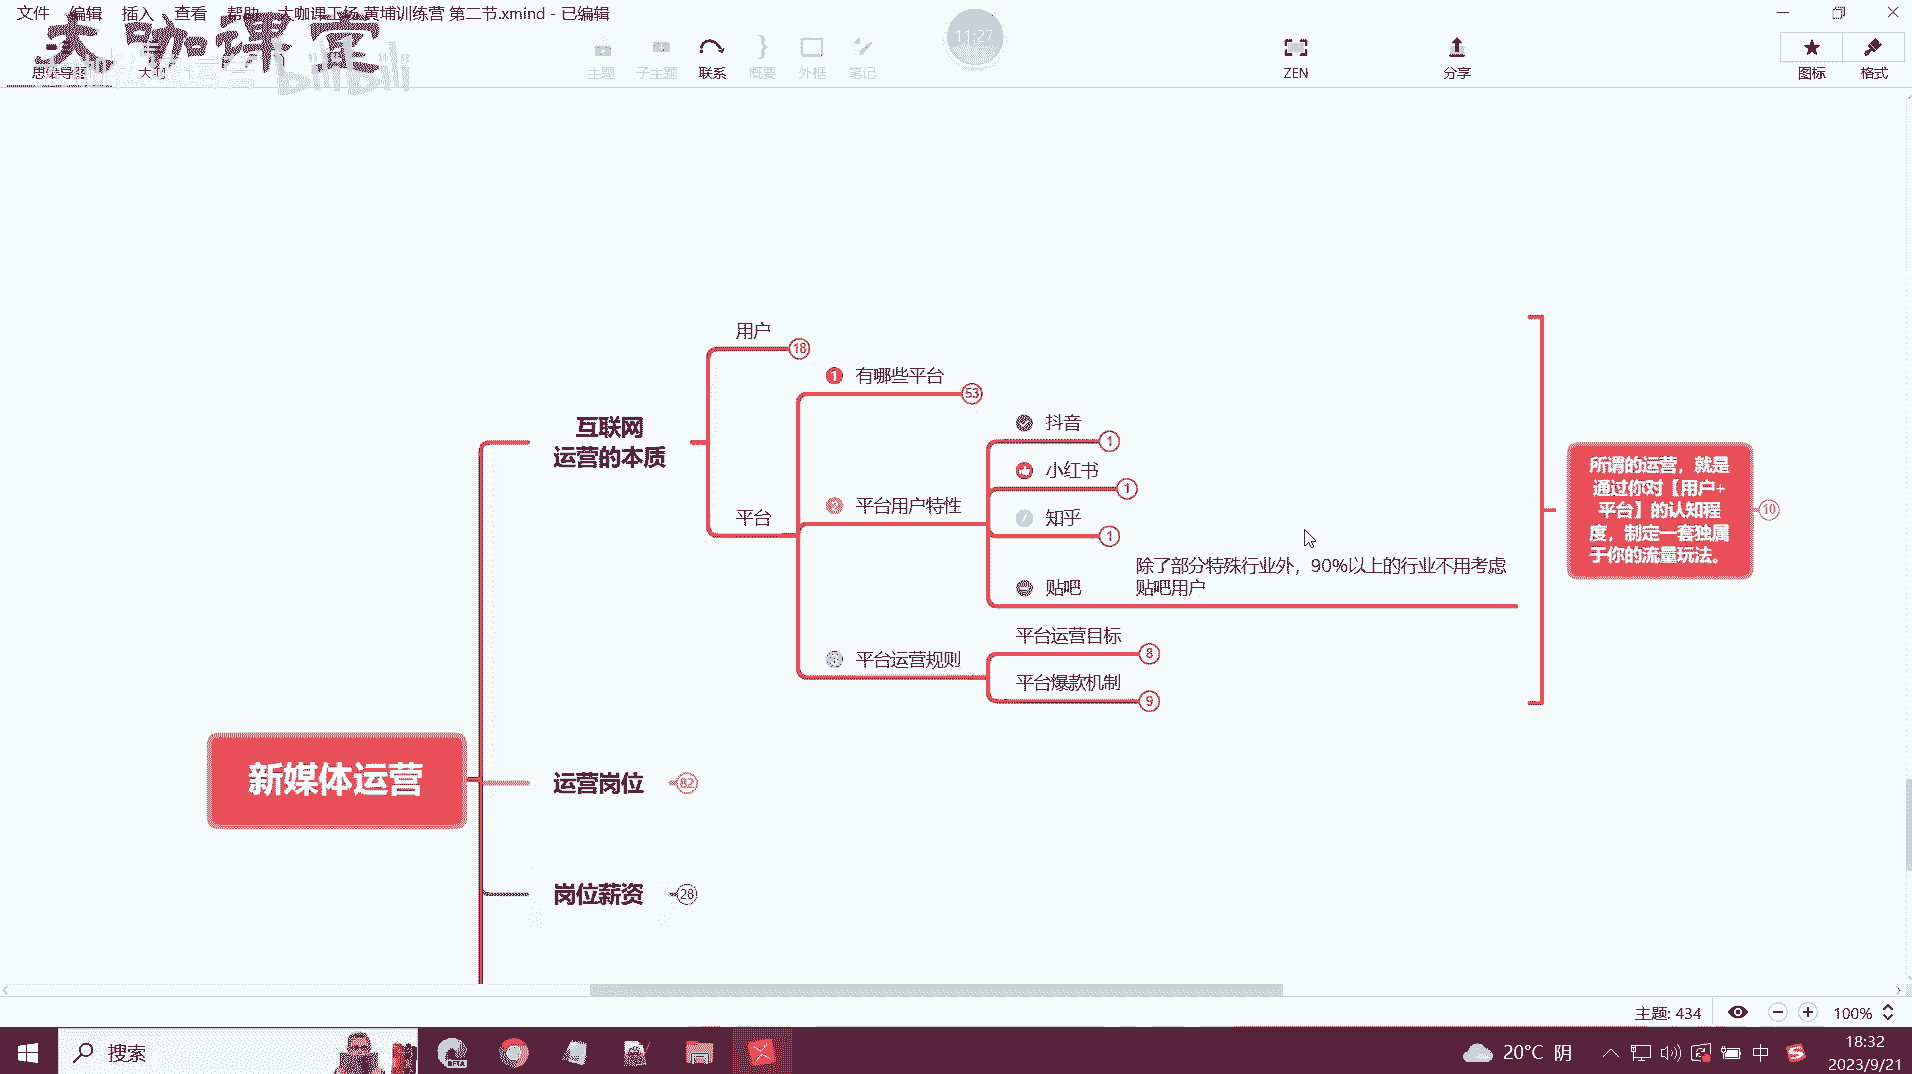 文件 编辑 插入 查看 帮助 大咖课工场 黄埔训练营 第二节.xmind - 已编辑
大咖课堂
bilibili
思维导图 大纲
主题 子主题 联系 概要 外框 笔记
11:27
ZEN 分享 图标 格式
用户 18
1 有哪些平台 53
抖音 1
互联网
运营的本质
小红书 1
2 平台用户特性
平台
知乎 1
贴吧
除了部分特殊行业外，90%以上的行业不用考虑
贴吧用户
所谓的运营，就是
通过你对【用户+
平台】的认知程
度，制定一套独属
于你的流量玩法。
10
平台运营目标 8
3 平台运营规则
平台爆款机制 9
新媒体运营
运营岗位 82
岗位薪资 28
主题: 434 100%
搜索
BETA
20°C 阴
中
18:32
2023/9/21